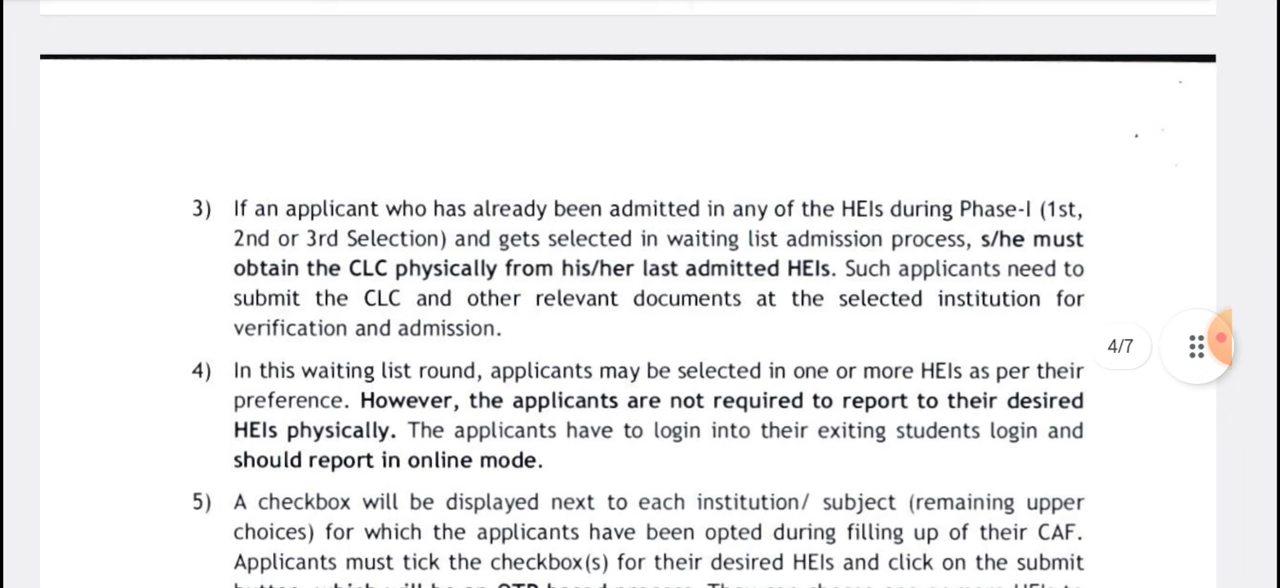 3) If an applicant who has already been admitted in any of the HEIs during Phase-I (1st,
2nd or 3rd Selection) and gets selected in waiting list admission process, s/he must
obtain the CLC physically from his/her last admitted HEIs. Such applicants need to
submit the CLC and other relevant documents at the selected institution for
verification and admission.
4/7
4) In this waiting list round, applicants may be selected in one or more HEIs as per their
preference. However, the applicants are not required to report to their desired
HEIs physically. The applicants have to login into their exiting students login and
should report in online mode.
5) A checkbox will be displayed next to each institution/ subject (remaining upper
choices) for which the applicants have been opted during filling up of their CAF.
Applicants must tick the checkbox(s) for their desired HEIs and click on the submit